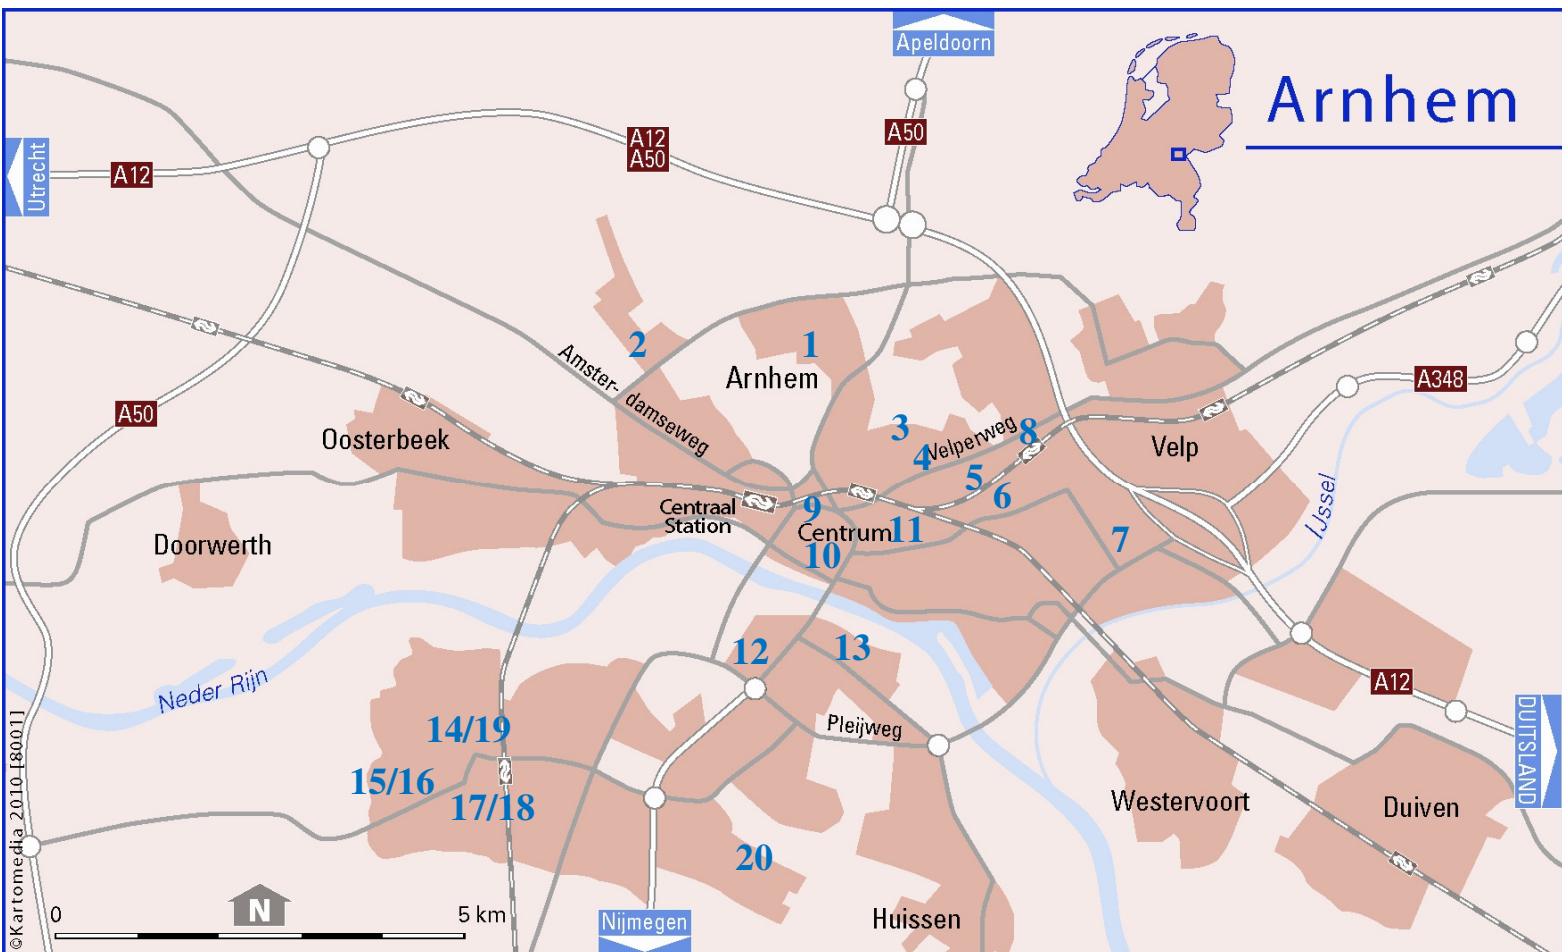 Apeldoorn
Arnhem
A12
A50
A50
Utrecht
A12
A50
A348
2
1
Arnhem
Amster-
damseweg
Oosterbeek
3
4
Velperweg
8
Velp
5
6
Centraal
Station
9
Centrum
11
10
7
IJssel
Doorwerth
Neder Rijn
12
13
A12
DUITSLAND
14/19
Pleijweg
15/16
17/18
Westervoort
Duiven
20
Huissen
Nijmegen
N
0
5 km
©Kartomedia 2010 [8001]